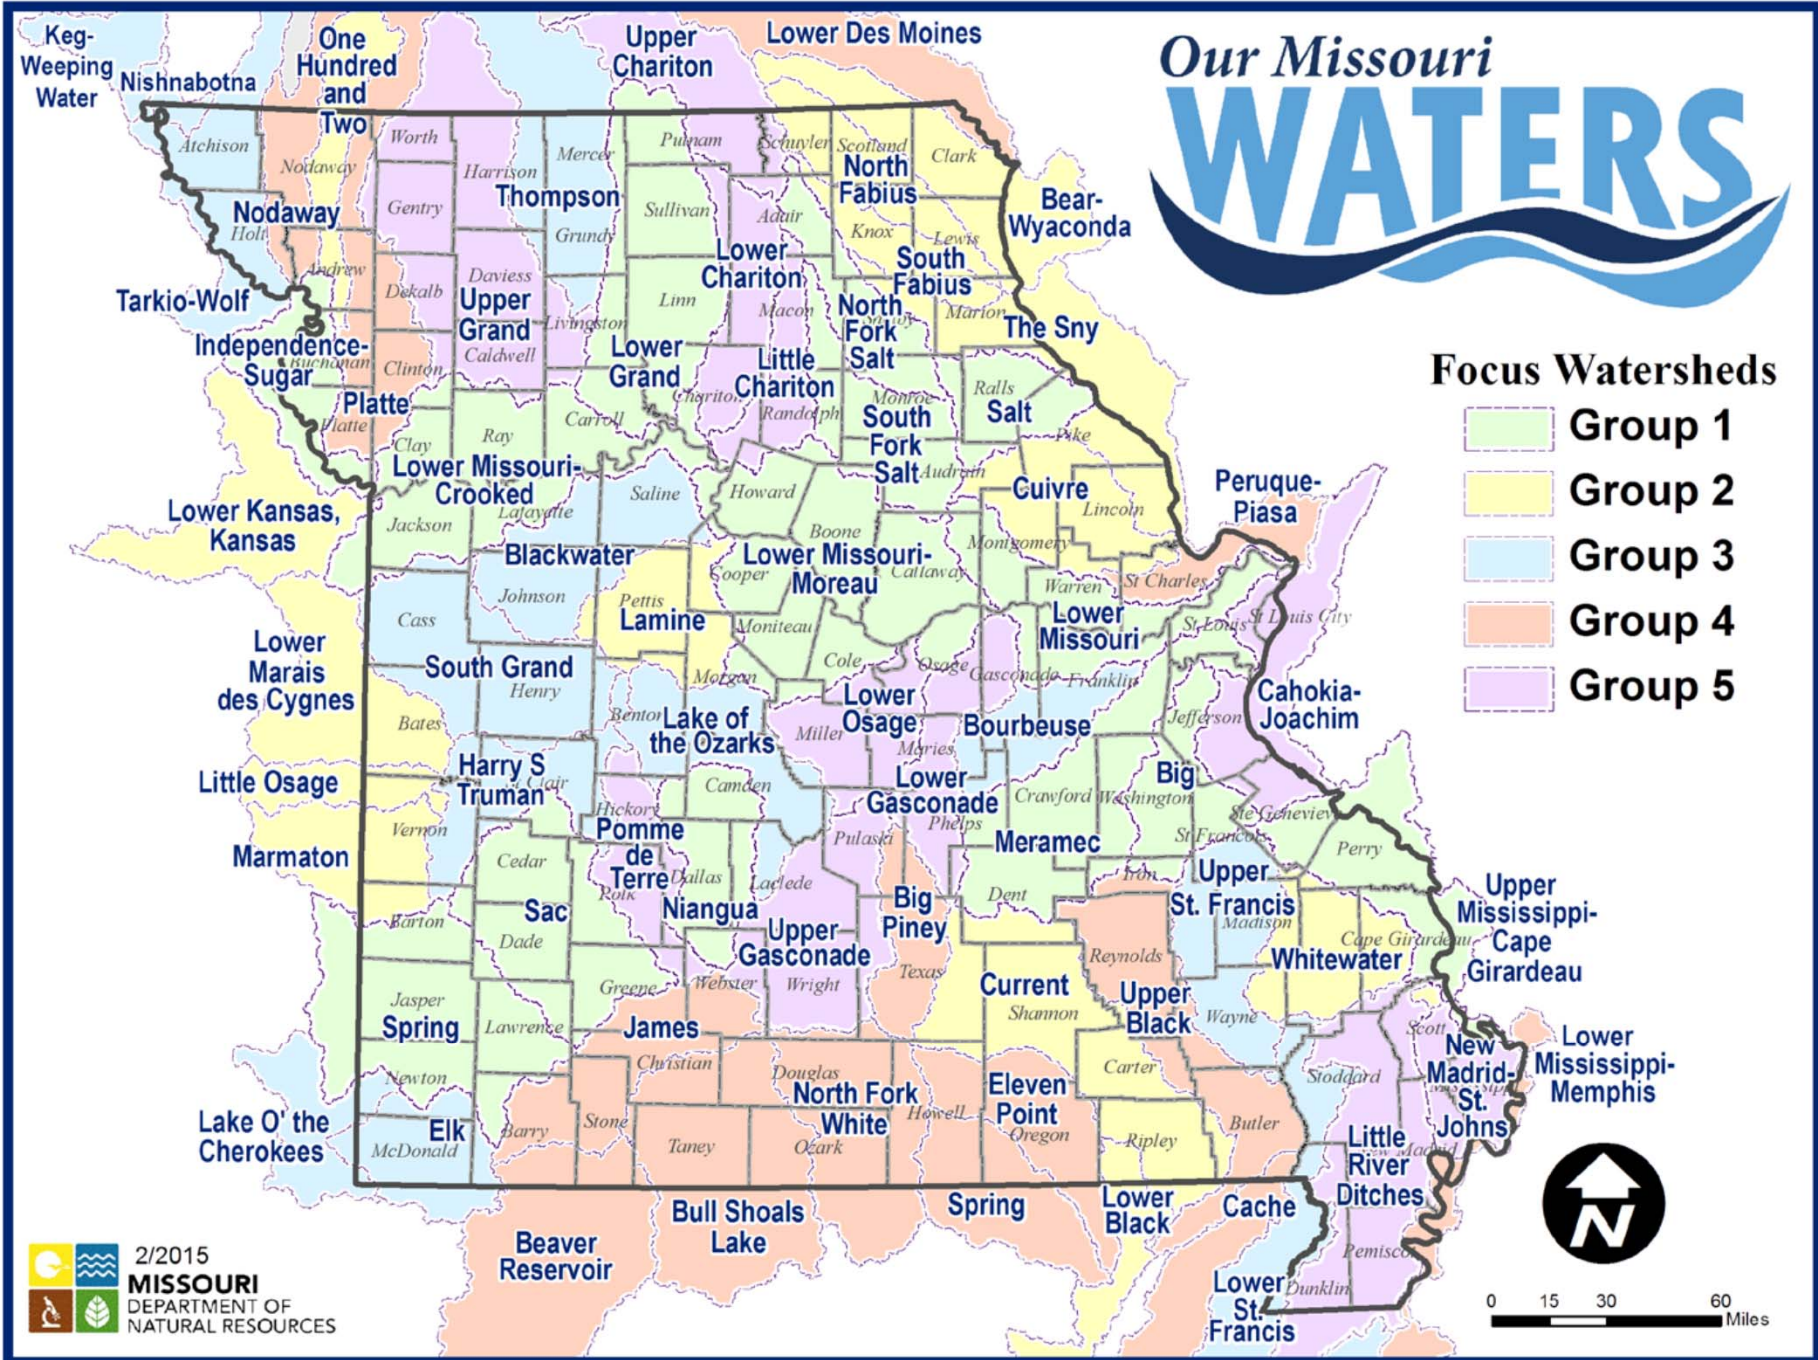 Our Missouri
WATERS
Focus Watersheds
Group 1
Group 2
Group 3
Group 4
Group 5
Keg-
Weeping
Water
Nishnabotna
One
Hundred
and
Two
Upper
Chariton
Lower Des Moines
Atchison
Nodaway
Worth
Harrison
Mercer
Putnam
Schuyler
Scotland
Clark
North
Fabius
Thompson
Gentry
Sullivan
Adair
Bear-
Wyaconda
Nodaway
Holt
Grundy
Knox
Lewis
Lower
Chariton
South
Fabius
Andrew
Dekalb
Daviess
Linn
Macon
Tarkio-Wolf
Upper
Grand
Livingston
North
Fork
Salt
Marion
The Sny
Independence-
Sugar
Buchanan
Clinton
Caldwell
Lower
Grand
Little
Chariton
Ralls
Salt
Platte
Platte
Clay
Ray
Carroll
Chariton
Randolph
Monroe
South
Fork
Salt
Pike
Audrain
Lower Missouri-
Crooked
Lafayette
Saline
Howard
Cuivre
Lincoln
Peruque-
Piasa
Lower Kansas,
Kansas
Jackson
Boone
Montgomery
Blackwater
Lower Missouri-
Moreau
Cooper
Callaway
Warren
St Charles
Johnson
Pettis
Lamine
Cass
Moniteau
Lower
Missouri
St Louis
St Louis City
Lower
Marais
des Cygnes
South Grand
Henry
Morgan
Cole
Osage
Gasconade
Franklin
Bates
Benton
Lake of
the Ozarks
Miller
Lower
Osage
Maries
Bourbeuse
Jefferson
Cahokia-
Joachim
Little Osage
Harry S
Truman
St Clair
Hickory
Camden
Lower
Gasconade
Phelps
Crawford
Washington
Big
Ste Genevieve
Marmaton
Vernon
Cedar
Pomme
de
Terre
Polk
Dallas
Laclede
Pulaski
Meramec
St Francois
Perry
Dent
Iron
Upper
St. Francis
Madison
Upper
Mississippi-
Cape
Girardeau
Barton
Sac
Dade
Niangua
Upper
Gasconade
Big
Piney
Reynolds
Whitewater
Cape Girardeau
Jasper
Spring
Lawrence
Greene
Webster
Wright
Texas
Current
Shannon
Upper
Black
Wayne
James
Scott
New
Madrid-
St.
Johns
Lower
Mississippi-
Memphis
Newton
Christian
Douglas
North Fork
White
Howell
Eleven
Point
Oregon
Carter
Stoddard
Lake O' the
Cherokees
Elk
McDonald
Barry
Stone
Taney
Ozark
Ripley
Butler
Little
River
Ditches
New Madrid
Beaver
Reservoir
Bull Shoals
Lake
Spring
Lower
Black
Cache
Pemiscot
Lower
St.
Francis
Dunklin
N
0 15 30 60
Miles
2/2015
MISSOURI
DEPARTMENT OF
NATURAL RESOURCES